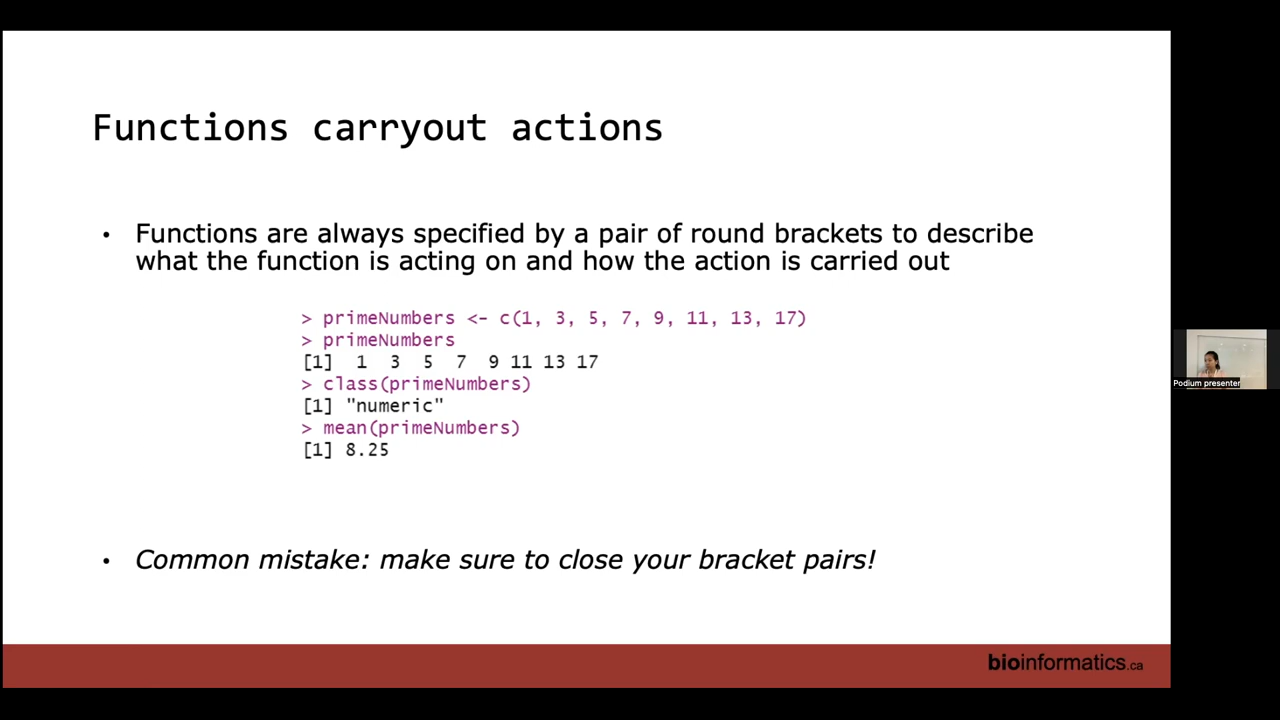 Functions carryout actions
• Functions are always specified by a pair of round brackets to describe
what the function is acting on and how the action is carried out
> primeNumbers <- c(1, 3, 5, 7, 9, 11, 13, 17)
> primeNumbers
[1]  1  3  5  7  9 11 13 17
> class(primeNumbers)
[1] "numeric"
> mean(primeNumbers)
[1] 8.25
• Common mistake: make sure to close your bracket pairs!
Podium presenter
bioinformatics.ca